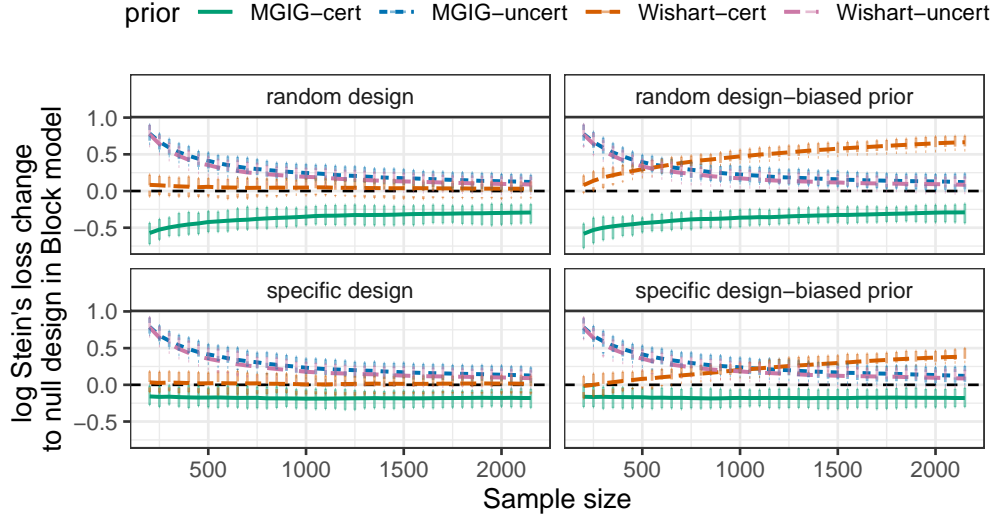 prior MGIG−cert MGIG−uncert Wishart−cert Wishart−uncert
log Stein's loss change
to null design in Block model
random design
random design−biased prior
1.0
0.5
0.0
−0.5
specific design
specific design−biased prior
1.0
0.5
0.0
−0.5
500 1000 1500 2000
500 1000 1500 2000
Sample size